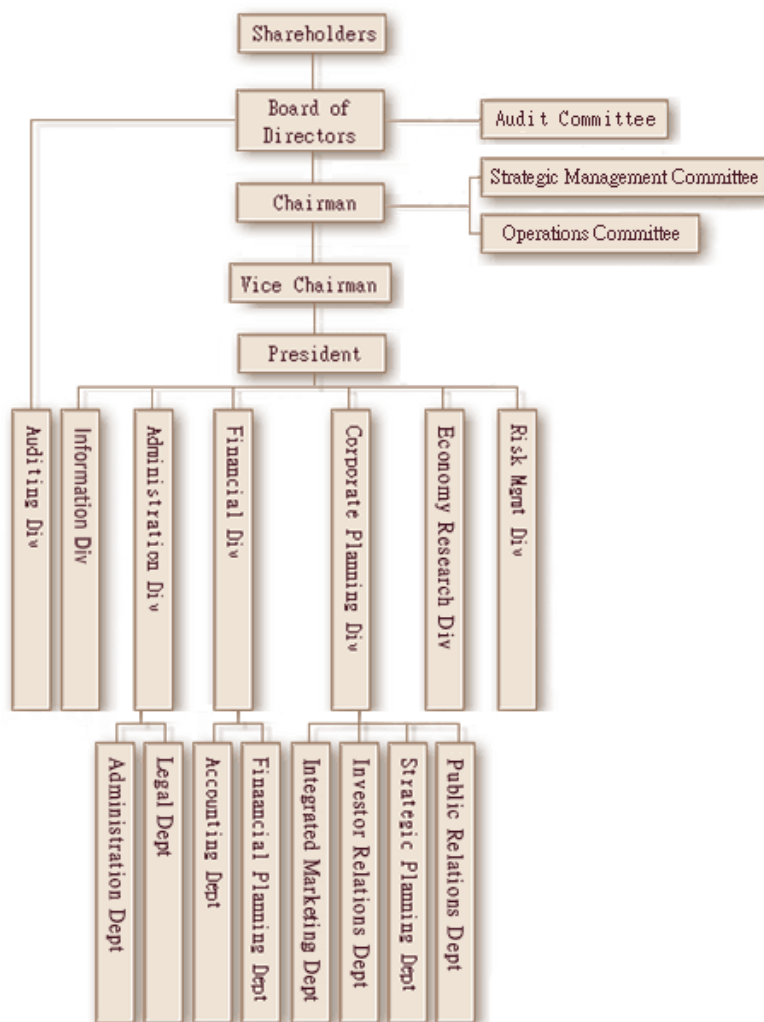 Shareholders
Board of
Directors
Audit Committee
Strategic Management Committee
Chairman
Operations Committee
Vice Chairman
President
Auditing Div
Information Div
Administration Div
Financial Div
Corporate Planning Div
Economy Research Div
Risk Mgmt Div
Administration Dept
Legal Dept
Accounting Dept
Finaancial Planning Dept
Integrated Marketing Dept
Investor Relations Dept
Strategic Planning Dept
Public Relations Dept